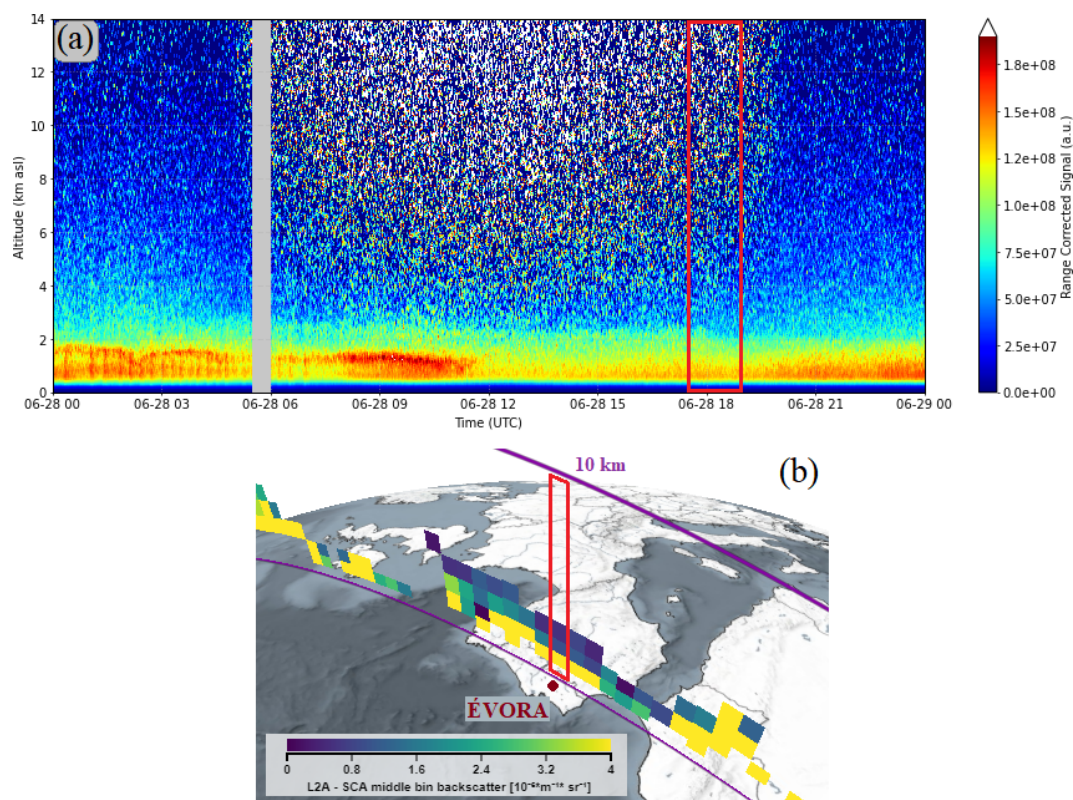 (a)
14
12
10
8
6
4
2
0
Altitude (km asl)
06-28 00
06-28 03
06-28 06
06-28 09
06-28 12
06-28 15
06-28 18
06-28 21
06-29 00
Time (UTC)
1.8e+08
1.5e+08
1.2e+08
1.0e+08
7.5e+07
5.0e+07
2.5e+07
0.0e+00
Range Corrected Signal (a.u.)
(b)
10 km
ÉVORA
0 0.8 1.6 2.4 3.2 4
L2A - SCA middle bin backscatter [10⁻⁶*m⁻¹* sr⁻¹]